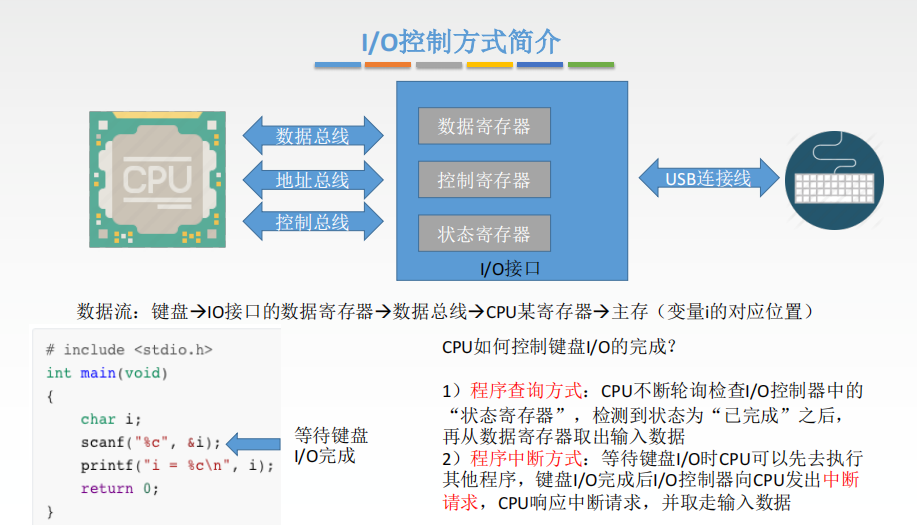 I/O控制方式简介
CPU
数据总线
地址总线
控制总线
数据寄存器
控制寄存器
状态寄存器
I/O接口
USB连接线
数据流：键盘→IO接口的数据寄存器→数据总线→CPU某寄存器→主存（变量i的对应位置）
# include <stdio.h>
int main(void)
{
    char i;
    scanf("%c", &i);
    printf("i = %c\n", i);
    return 0;
}
等待键盘
I/O完成
CPU如何控制键盘I/O的完成？
1）程序查询方式：CPU不断轮询检查I/O控制器中的
“状态寄存器”，检测到状态为“已完成”之后，
再从数据寄存器取出输入数据
2）程序中断方式：等待键盘I/O时CPU可以先去执行
其他程序，键盘I/O完成后I/O控制器向CPU发出中断
请求，CPU响应中断请求，并取走输入数据